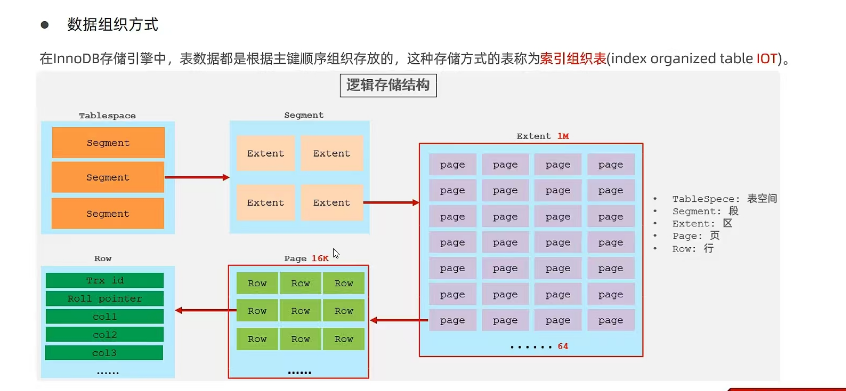 ● 数据组织方式
在InnoDB存储引擎中，表数据都是根据主键顺序组织存放的，这种存储方式的表称为索引组织表(index organized table IOT)。
逻辑存储结构
Tablespace
Segment
Segment
Segment
Segment
Extent Extent
Extent Extent
Extent 1M
page page page page
page page page page
page page page page
page page page page
page page page page
page page page page
page page page page
······ 64
• TableSpece: 表空间
• Segment: 段
• Extent: 区
• Page: 页
• Row: 行
Row
Trx id
Roll pointer
col1
col2
col3
······
Page 16K
Row Row Row
Row Row Row
Row Row Row
······